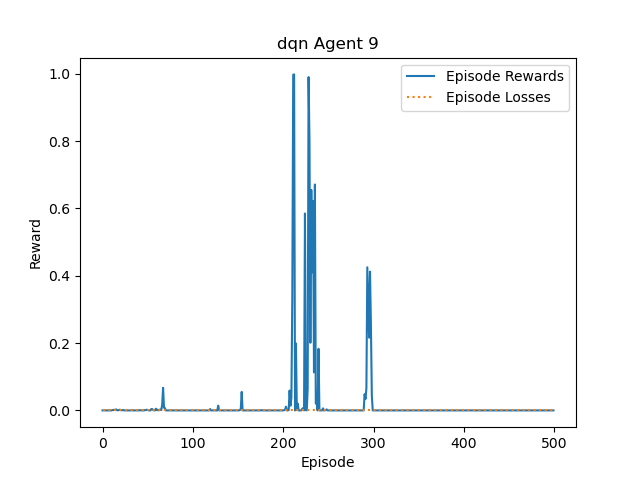 dqn Agent 9
Episode Rewards
Episode Losses
Reward
1.0
0.8
0.6
0.4
0.2
0.0
0 100 200 300 400 500
Episode